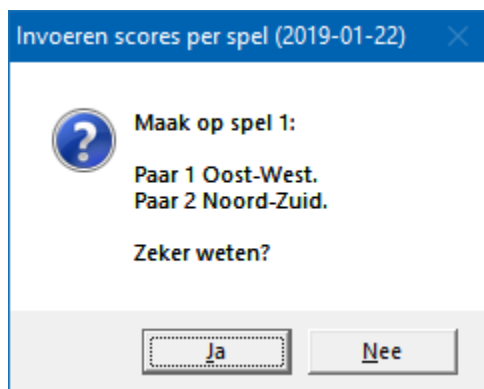 Invoeren scores per spel (2019-01-22)
?
Maak op spel 1:
Paar 1 Oost-West.
Paar 2 Noord-Zuid.
Zeker weten?
Ja
Nee